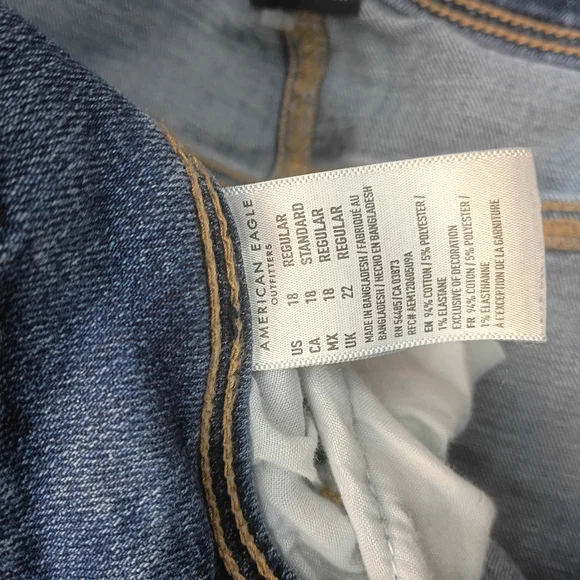 AMERICAN EAGLE
OUTFITTERS
US 18 REGULAR
CA 18 STANDARD
MX 18 REGULAR
UK 22 REGULAR
MADE IN BANGLADESH / FABRIQUÉ AU
BANGLADESH / HECHO EN BANGLADESH
RN 54485/CA 03873
RFC# AEM120605U9A
EN 94% COTTON / 5% POLYESTER /
1% ELASTANE
EXCLUSIVE OF DECORATION
FR 94% COTON / 5% POLYESTER /
1% ÉLASTHANNE
À L'EXCEPTION DE LA GARNITURE